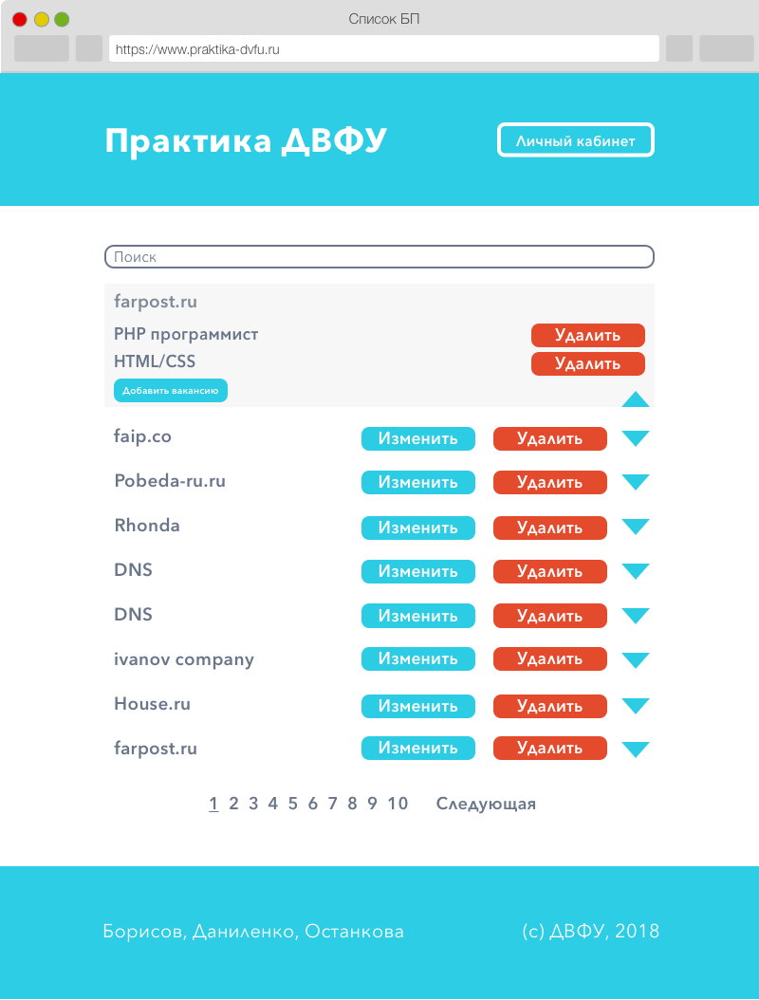 Список БП
https://www.praktika-dvfu.ru
Практика ДВФУ
Личный кабинет
Поиск
farpost.ru
PHP программист Удалить
HTML/CSS Удалить
Добавить вакансию
faip.co Изменить Удалить
Pobeda-ru.ru Изменить Удалить
Rhonda Изменить Удалить
DNS Изменить Удалить
DNS Изменить Удалить
ivanov company Изменить Удалить
House.ru Изменить Удалить
farpost.ru Изменить Удалить
1 2 3 4 5 6 7 8 9 10 Следующая
Борисов, Даниленко, Останкова (с) ДВФУ, 2018